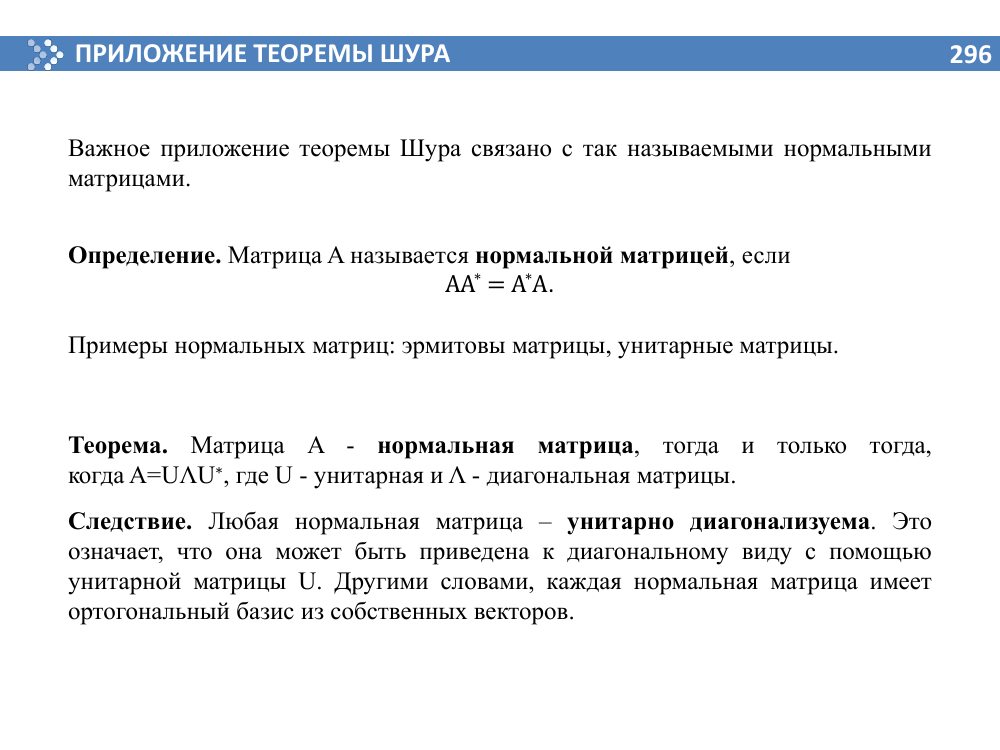 ПРИЛОЖЕНИЕ ТЕОРЕМЫ ШУРА 296
Важное приложение теоремы Шура связано с так называемыми нормальными
матрицами.
Определение. Матрица А называется нормальной матрицей, если
AA* = A*A.
Примеры нормальных матриц: эрмитовы матрицы, унитарные матрицы.
Теорема. Матрица А - нормальная матрица, тогда и только тогда,
когда A=UΛU*, где U - унитарная и Λ - диагональная матрицы.
Следствие. Любая нормальная матрица – унитарно диагонализуема. Это
означает, что она может быть приведена к диагональному виду с помощью
унитарной матрицы U. Другими словами, каждая нормальная матрица имеет
ортогональный базис из собственных векторов.